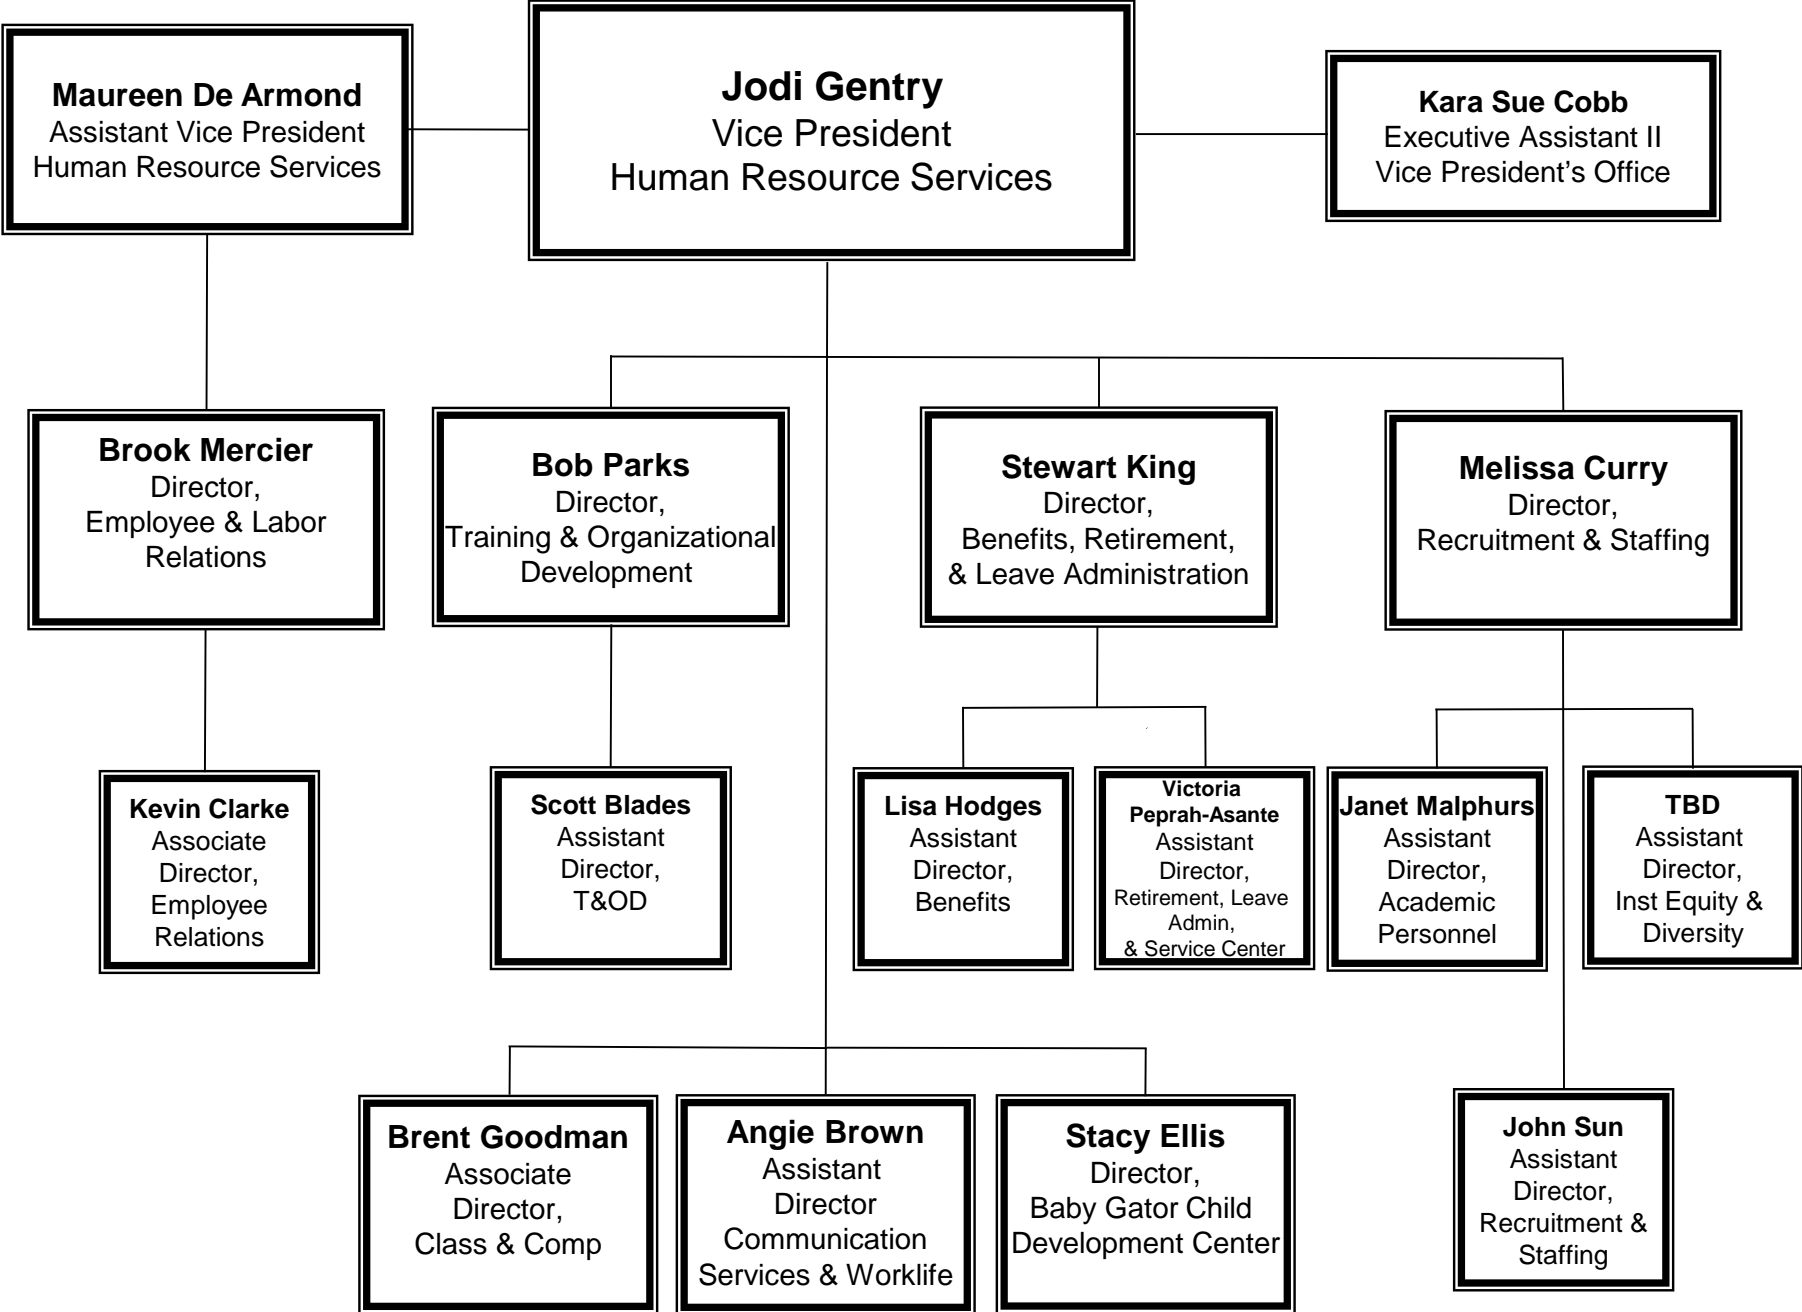 Maureen De Armond
Assistant Vice President
Human Resource Services
Jodi Gentry
Vice President
Human Resource Services
Kara Sue Cobb
Executive Assistant II
Vice President’s Office
Brook Mercier
Director,
Employee & Labor
Relations
Bob Parks
Director,
Training & Organizational
Development
Stewart King
Director,
Benefits, Retirement,
& Leave Administration
Melissa Curry
Director,
Recruitment & Staffing
Kevin Clarke
Associate
Director,
Employee
Relations
Scott Blades
Assistant
Director,
T&OD
Lisa Hodges
Assistant
Director,
Benefits
Victoria
Peprah-Asante
Assistant
Director,
Retirement, Leave
Admin,
& Service Center
Janet Malphurs
Assistant
Director,
Academic
Personnel
TBD
Assistant
Director,
Inst Equity &
Diversity
Brent Goodman
Associate
Director,
Class & Comp
Angie Brown
Assistant
Director
Communication
Services & Worklife
Stacy Ellis
Director,
Baby Gator Child
Development Center
John Sun
Assistant
Director,
Recruitment &
Staffing